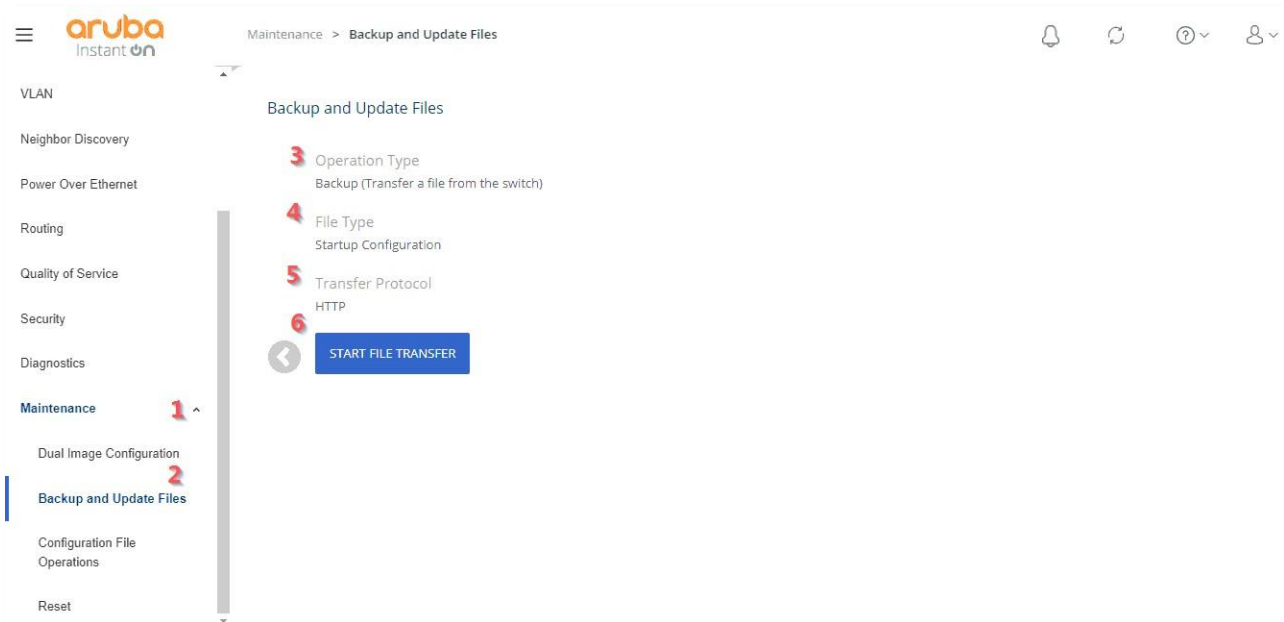 aruba
Instant on
Maintenance > Backup and Update Files
VLAN
Neighbor Discovery
Power Over Ethernet
Routing
Quality of Service
Security
Diagnostics
Maintenance 1
Dual Image Configuration
2
Backup and Update Files
Configuration File
Operations
Reset
Backup and Update Files
3 Operation Type
Backup (Transfer a file from the switch)
4 File Type
Startup Configuration
5 Transfer Protocol
HTTP
6
START FILE TRANSFER